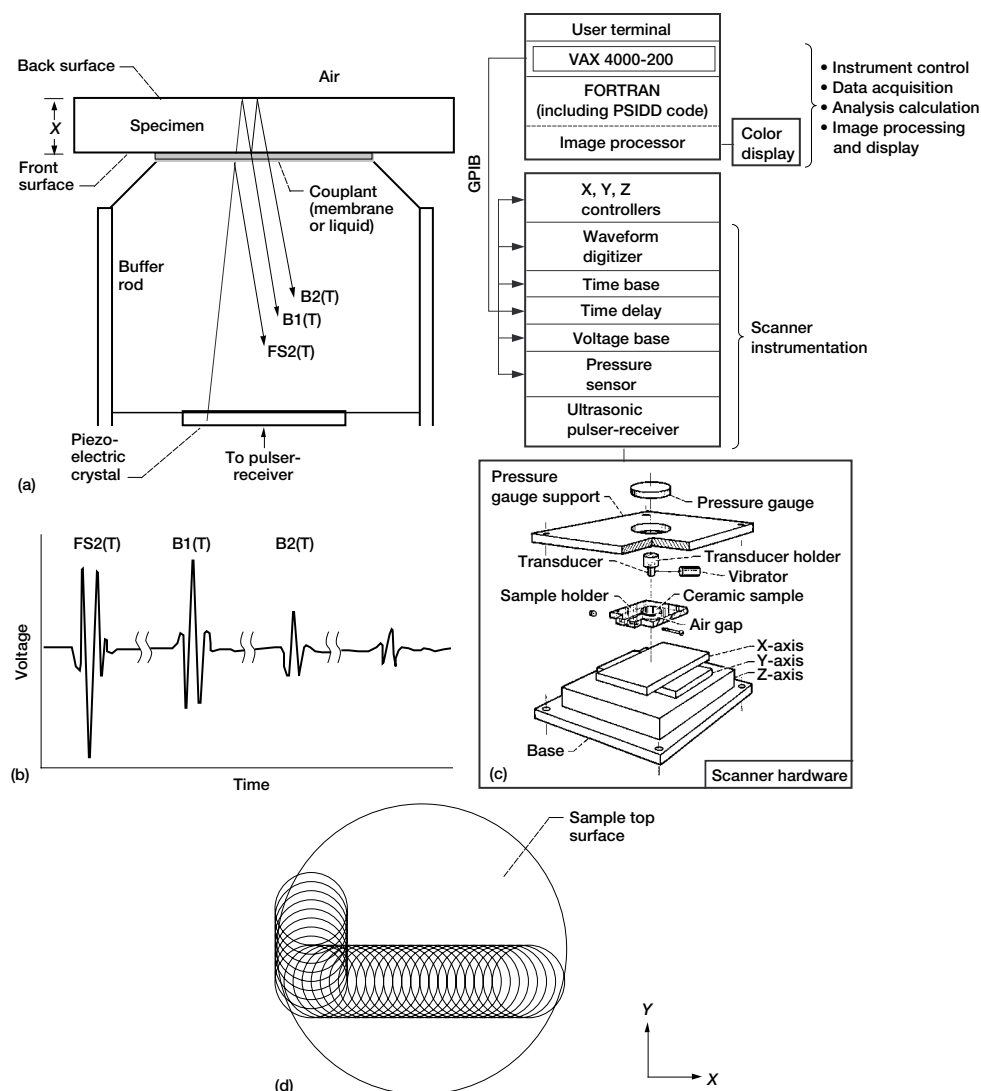 Back surface
Air
X
Specimen
Front
surface
Couplant
(membrane
or liquid)
Buffer
rod
B2(T)
B1(T)
FS2(T)
Piezo-
electric
crystal
To pulser-
receiver
(a)
User terminal
VAX 4000-200
FORTRAN
(including PSIDD code)
Image processor
Color
display
• Instrument control
• Data acquisition
• Analysis calculation
• Image processing
and display
GPIB
X, Y, Z
controllers
Waveform
digitizer
Time base
Time delay
Voltage base
Pressure
sensor
Ultrasonic
pulser-receiver
Scanner
instrumentation
Pressure
gauge support
Pressure gauge
Transducer holder
Transducer
Vibrator
Sample holder
Ceramic sample
Air gap
X-axis
Y-axis
Z-axis
Base
(c)
Scanner hardware
FS2(T)
B1(T)
B2(T)
Voltage
Time
(b)
Sample top
surface
Y
X
(d)